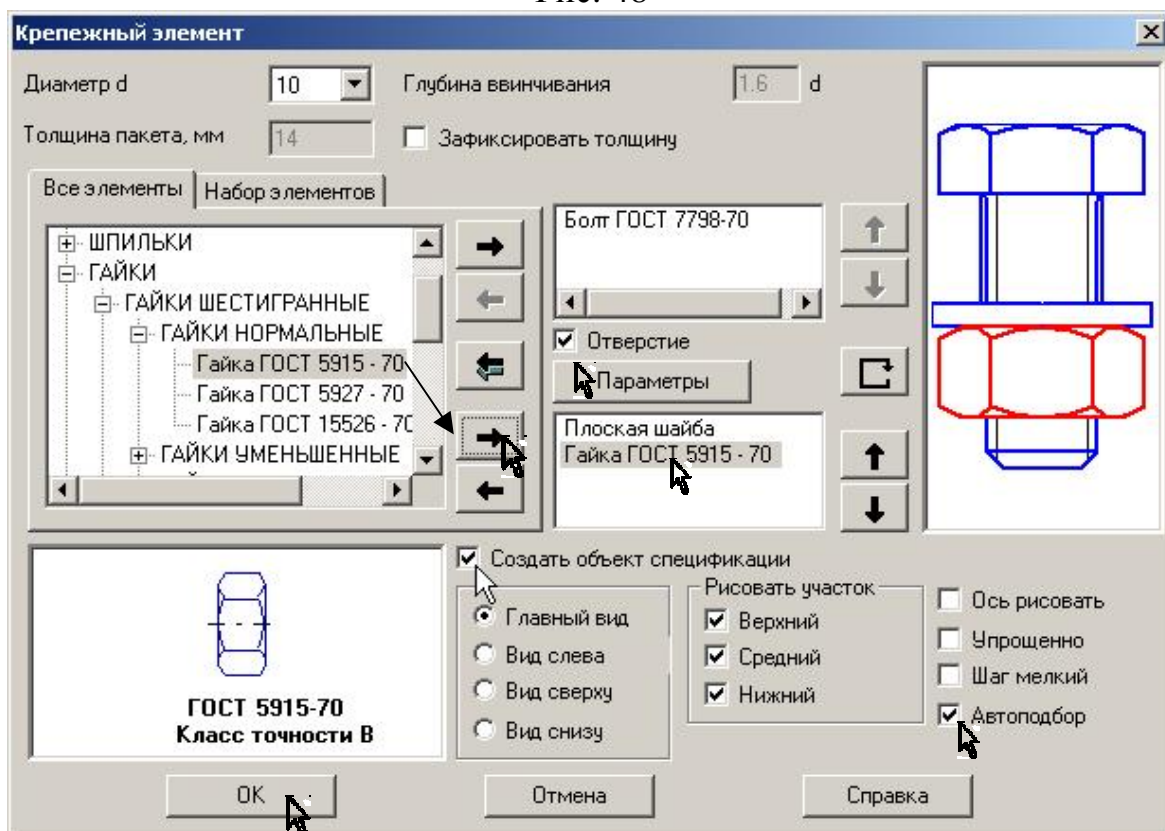 Рис. 48
Крепежный элемент
Диаметр d 10 Глубина ввинчивания 1.6 d
Толщина пакета, мм 14 Зафиксировать толщину
Все элементы Набор элементов
ШПИЛЬКИ
ГАЙКИ
ГАЙКИ ШЕСТИГРАННЫЕ
ГАЙКИ НОРМАЛЬНЫЕ
Гайка ГОСТ 5915 - 70
Гайка ГОСТ 5927 - 70
Гайка ГОСТ 15526 - 70
ГАЙКИ УМЕНЬШЕННЫЕ
Болт ГОСТ 7798-70
Отверстие
Параметры
Плоская шайба
Гайка ГОСТ 5915 - 70
ГОСТ 5915-70
Класс точности В
Создать объект спецификации
Главный вид
Вид слева
Вид сверху
Вид снизу
Рисовать участок
Верхний
Средний
Нижний
Ось рисовать
Упрощенно
Шаг мелкий
Автоподбор
OK Отмена Справка